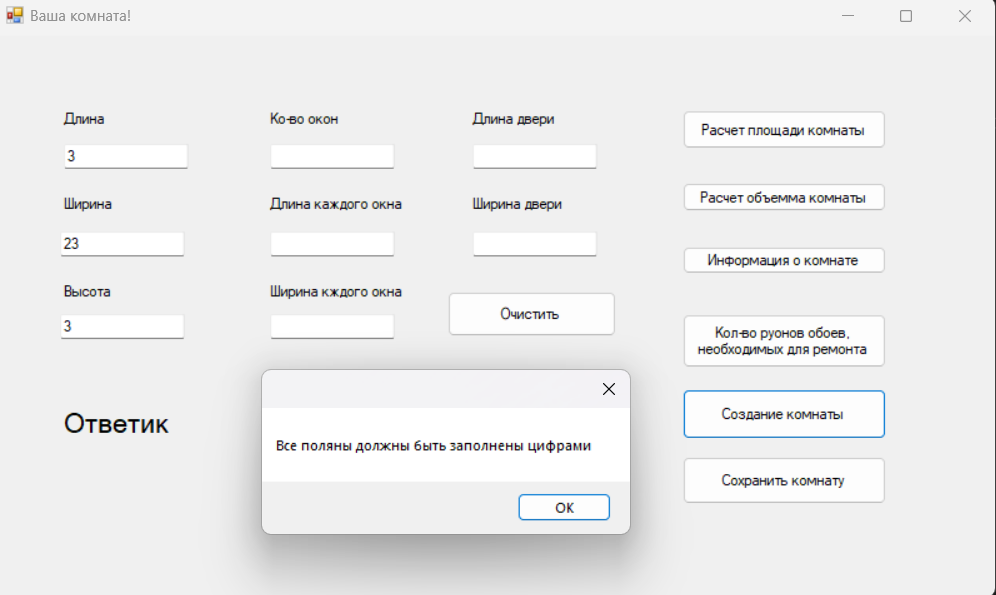 Ваша комната!
Длина
Ко-во окон
Длина двери
Расчет площади комнаты
3
Ширина
Длина каждого окна
Ширина двери
Расчет объемма комнаты
23
Информация о комнате
Высота
Ширина кждого окна
Очистить
3
Кол-во руонов обоев,
необходимых для ремонта
Ответик
Создание комнаты
Все поляны должны быть заполнены цифрами
Сохранить комнату
ОК